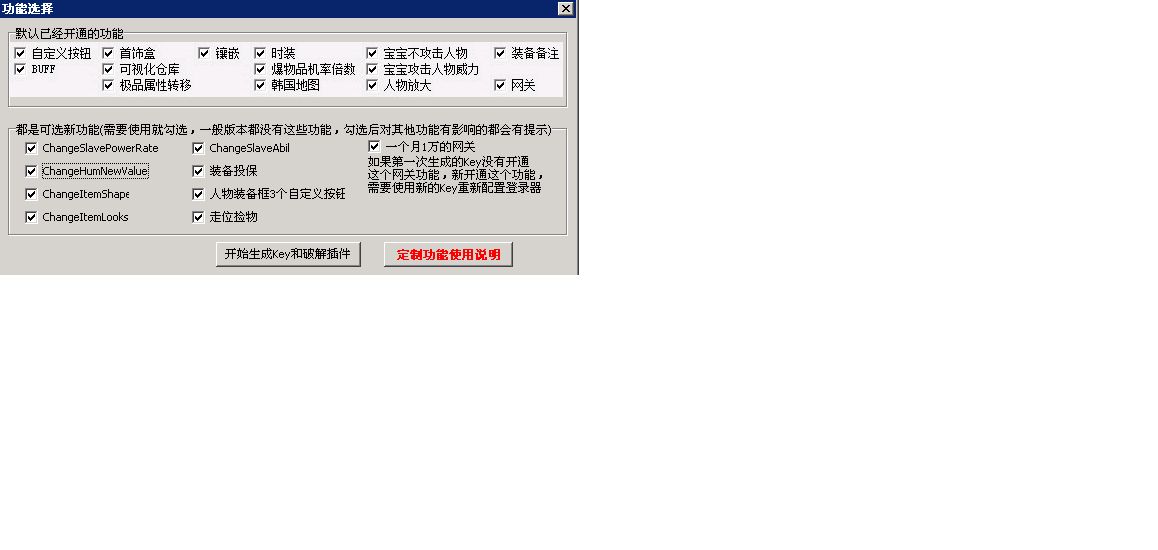 功能选择
默认已经开通的功能
自定义按钮 首饰盒 镶嵌 时装 宝宝不攻击人物 装备备注
BUFF 可视化仓库 爆物品机率倍数 宝宝攻击人物威力
极品属性转移 韩国地图 人物放大 网关
都是可选新功能(需要使用就勾选，一般版本都没有这些功能，勾选后对其他功能有影响的都会有提示)
ChangeSlavePowerRate ChangeSlaveAbil 一个月1万的网关
如果第一次生成的Key没有开通
ChangeHumNewValue 装备投保 这个网关功能，新开通这个功能，
需要使用新的Key重新配置登录器
ChangeItemShape 人物装备框3个自定义按钮
ChangeItemLooks 走位捡物
开始生成Key和破解插件 定制功能使用说明